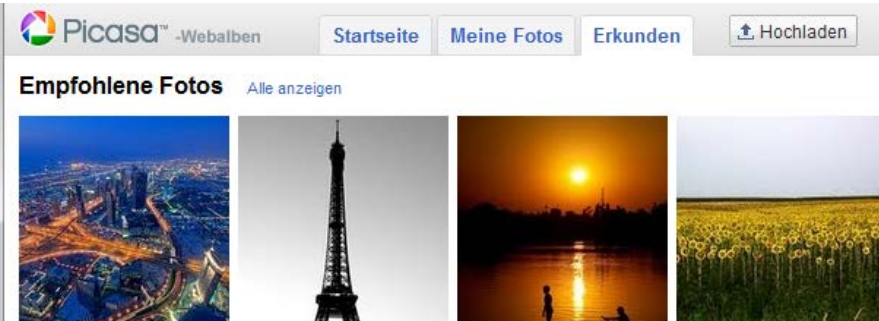 Picasa™ -Webalben Startseite Meine Fotos Erkunden Hochladen
Empfohlene Fotos Alle anzeigen